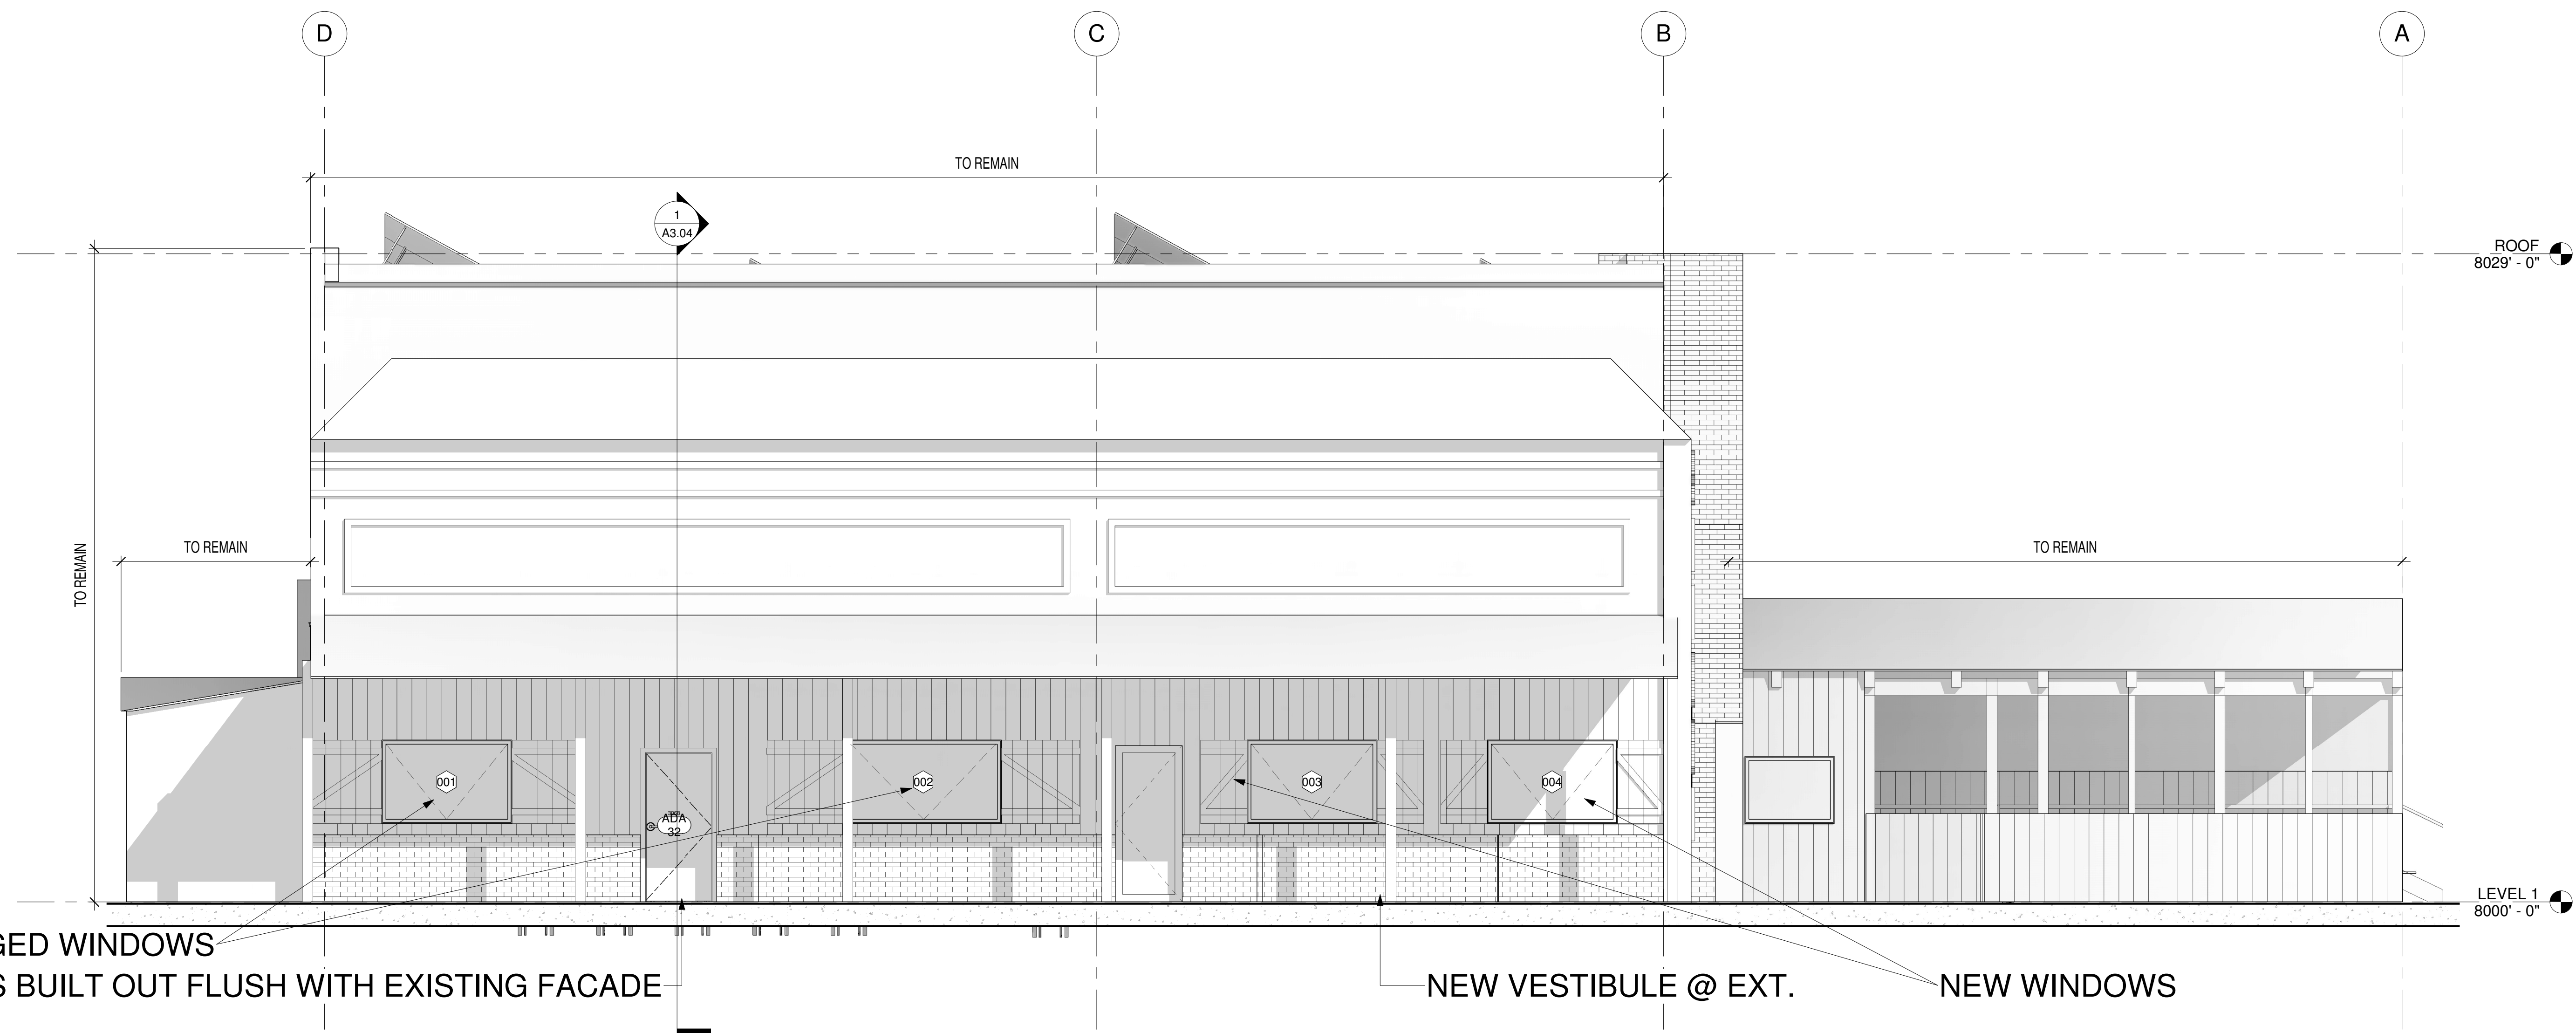 D
C
B
A
TO REMAIN
1
A3.04
ROOF
8029' - 0"
TO REMAIN
TO REMAIN
TO REMAIN
001
002
003
004
ADA
32
LEVEL 1
8000' - 0"
GED WINDOWS
S BUILT OUT FLUSH WITH EXISTING FACADE
NEW VESTIBULE @ EXT.
NEW WINDOWS